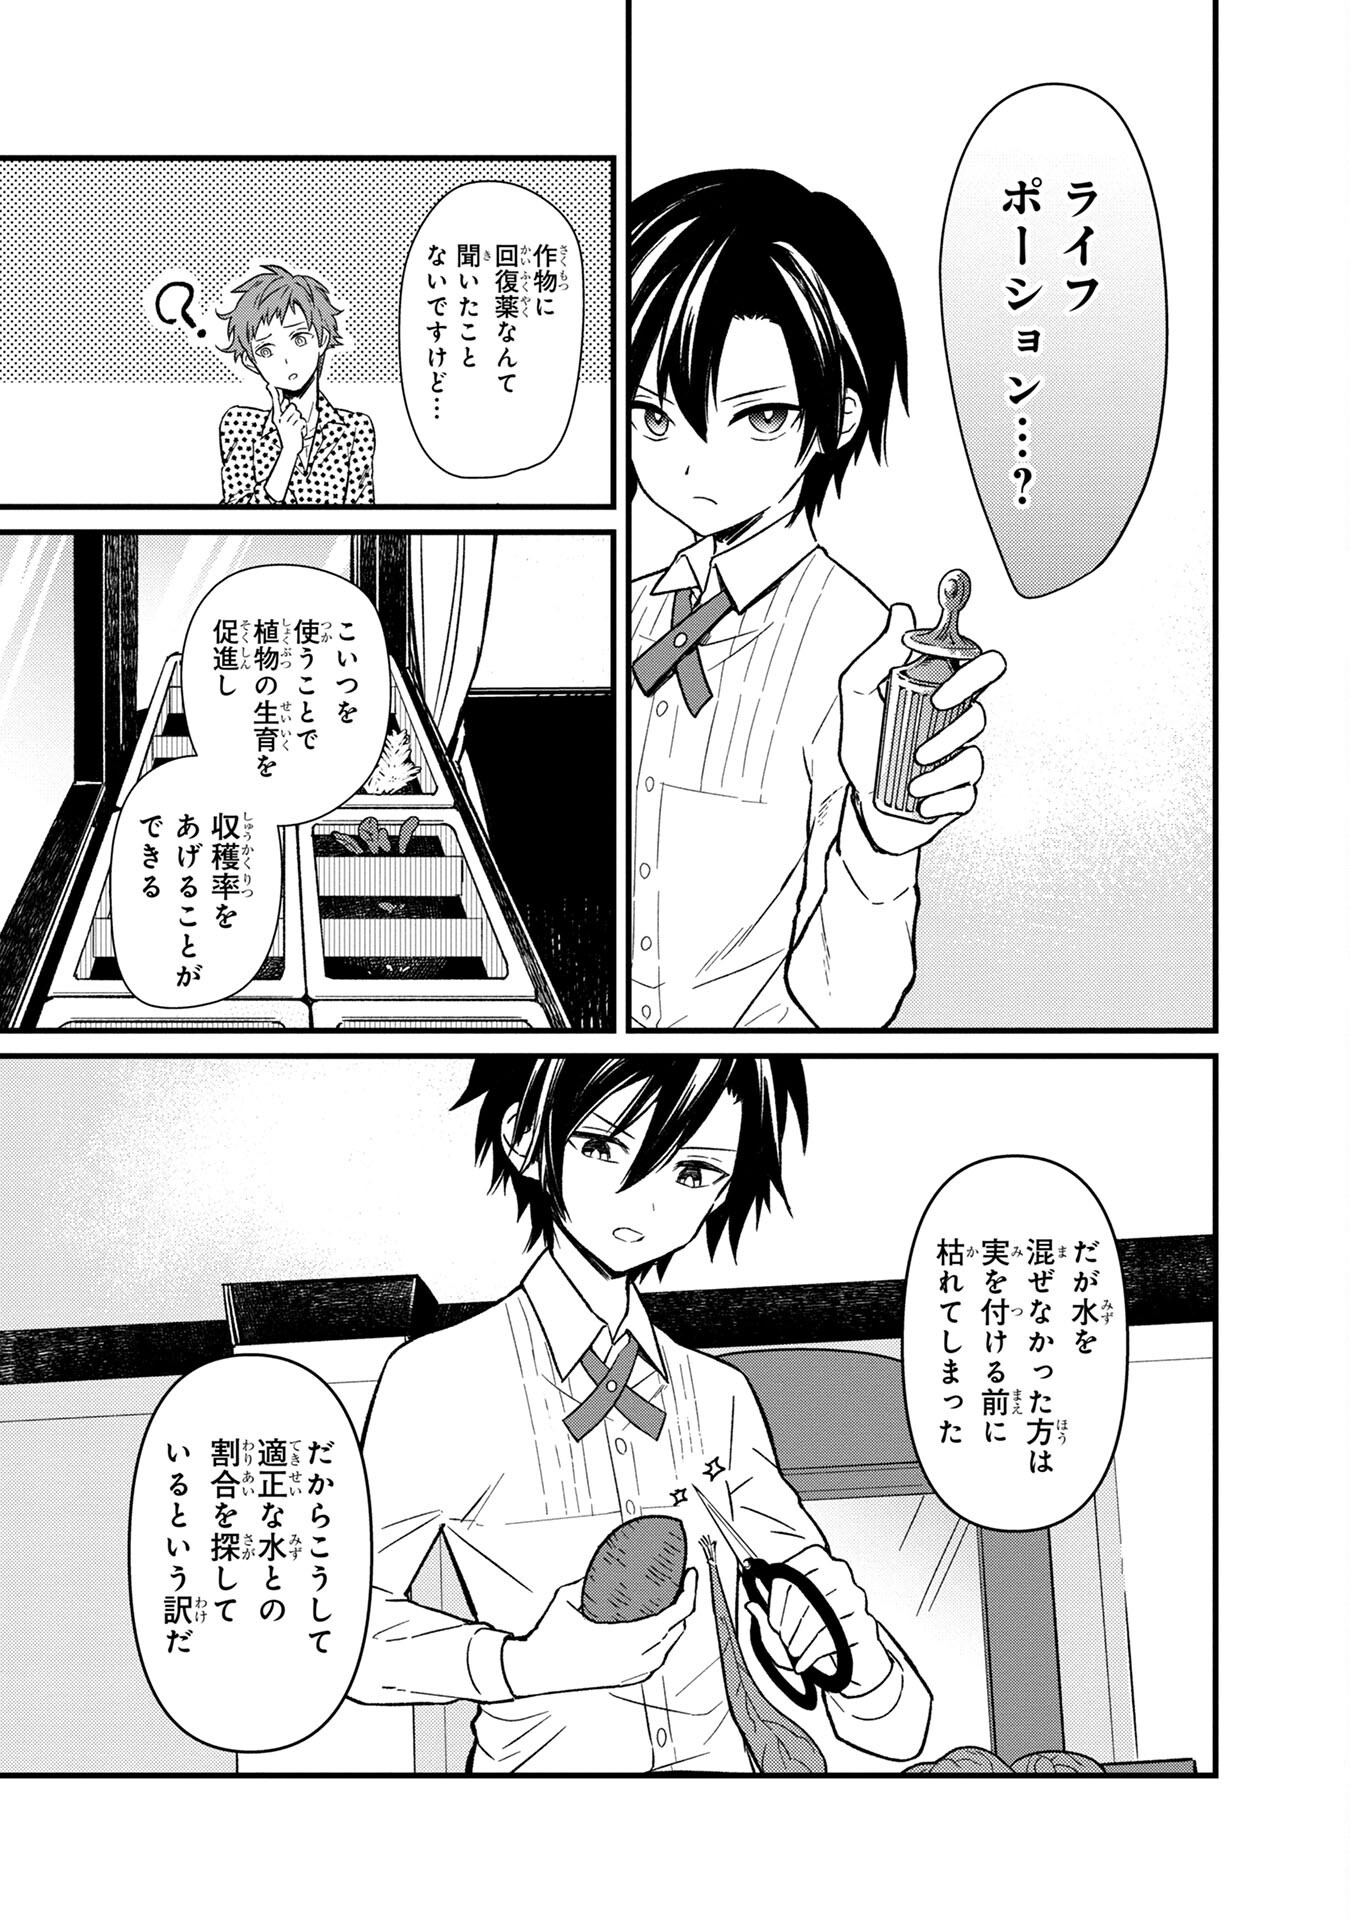 ライフ
ポーション…？
作物に
回復薬なんて
聞いたこと
ないですけど…
？
こいつを
使うことで
植物の生育を
促進し
収穫率を
あげることが
できる
だが水を
混ぜなかった方は
実を付ける前に
枯れてしまった
だからこうして
適正な水との
割合を探して
いるという訳だ